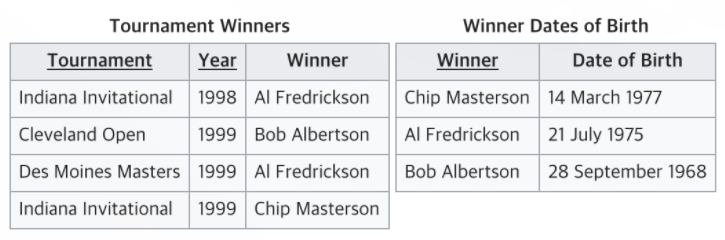 Tournament Winners
Tournament Year Winner
Indiana Invitational 1998 Al Fredrickson
Cleveland Open 1999 Bob Albertson
Des Moines Masters 1999 Al Fredrickson
Indiana Invitational 1999 Chip Masterson
Winner Dates of Birth
Winner Date of Birth
Chip Masterson 14 March 1977
Al Fredrickson 21 July 1975
Bob Albertson 28 September 1968